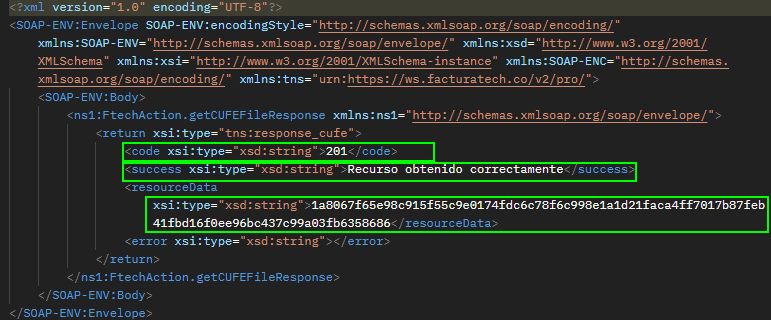 <?xml version="1.0" encoding="UTF-8"?>
<SOAP-ENV:Envelope SOAP-ENV:encodingStyle="http://schemas.xmlsoap.org/soap/encoding/"
xmlns:SOAP-ENV="http://schemas.xmlsoap.org/soap/envelope/" xmlns:xsd="http://www.w3.org/2001/
XMLSchema" xmlns:xsi="http://www.w3.org/2001/XMLSchema-instance" xmlns:SOAP-ENC="http://schemas.
xmlsoap.org/soap/encoding/" xmlns:tns="urn:https://ws.facturatech.co/v2/pro/">
<SOAP-ENV:Body>
<ns1:FtechAction.getCUFEFileResponse xmlns:ns1="http://schemas.xmlsoap.org/soap/envelope/">
<return xsi:type="tns:response_cufe">
<code xsi:type="xsd:string">201</code>
<success xsi:type="xsd:string">Recurso obtenido correctamente</success>
<resourceData
xsi:type="xsd:string">1a8067f65e98c915f55c9e0174fdc6c78f6c998e1a1d21faca4ff7017b87feb
41fbd16f0ee96bc437c99a03fb6358686</resourceData>
<error xsi:type="xsd:string"></error>
</return>
</ns1:FtechAction.getCUFEFileResponse>
</SOAP-ENV:Body>
</SOAP-ENV:Envelope>